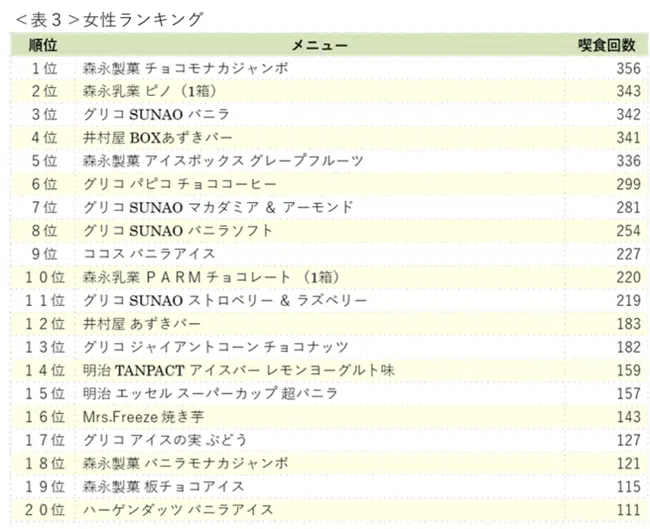 ＜表３＞女性ランキング
順位 メニュー 喫食回数
１位 森永製菓 チョコモナカジャンボ 356
２位 森永乳業 ピノ（1箱） 343
３位 グリコ SUNAO バニラ 342
４位 井村屋 BOXあずきバー 341
５位 森永製菓 アイスボックス グレープフルーツ 336
６位 グリコ パピコ チョココーヒー 299
７位 グリコ SUNAO マカダミア ＆ アーモンド 281
８位 グリコ SUNAO バニラソフト 254
９位 ココス バニラアイス 227
１０位 森永乳業 ＰＡＲＭ チョコレート （1箱） 220
１１位 グリコ SUNAO ストロベリー ＆ ラズベリー 219
１２位 井村屋 あずきバー 183
１３位 グリコ ジャイアントコーン チョコナッツ 182
１４位 明治 TANPACT アイスバー レモンヨーグルト味 159
１５位 明治 エッセル スーパーカップ 超バニラ 157
１６位 Mrs.Freeze 焼き芋 143
１７位 グリコ アイスの実 ぶどう 127
１８位 森永製菓 バニラモナカジャンボ 121
１９位 森永製菓 板チョコアイス 115
２０位 ハーゲンダッツ バニラアイス 111